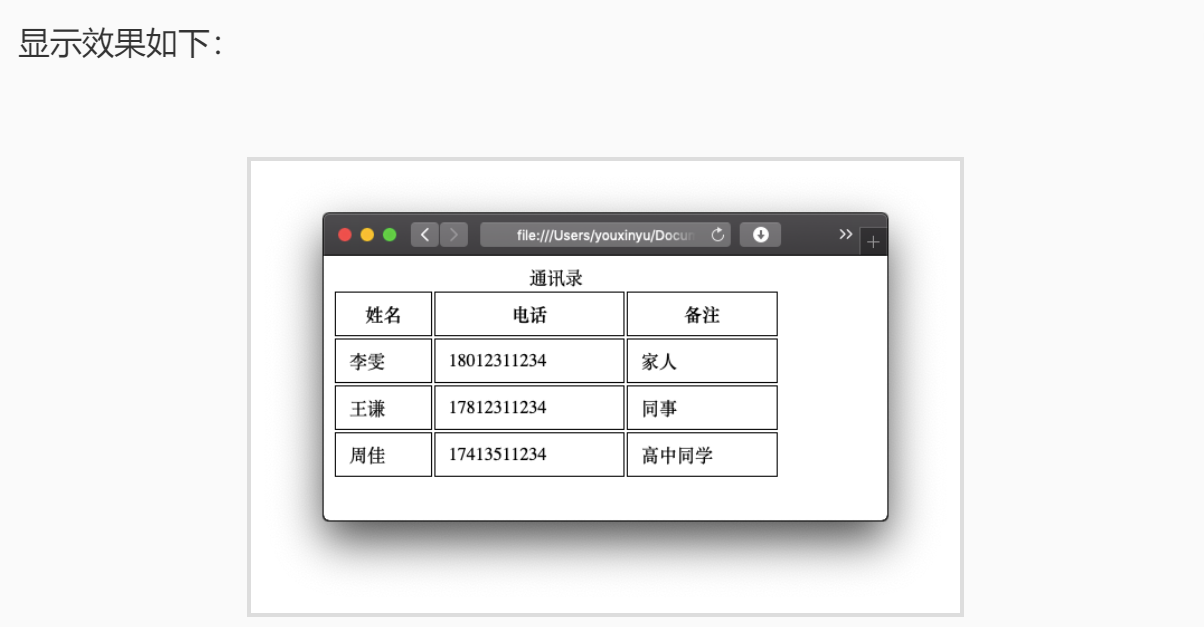 显示效果如下：
file:///Users/youxinyu/Docun
通讯录
姓名 电话 备注
李雯 18012311234 家人
王谦 17812311234 同事
周佳 17413511234 高中同学